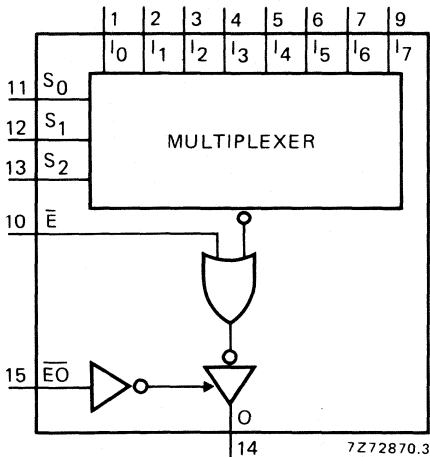 1 2 3 4 5 6 7 9
I0 I1 I2 I3 I4 I5 I6 I7
11 S0
12 S1
MULTIPLEXER
13 S2
10 E̅
15 E̅O̅
O
14
7Z72870.3